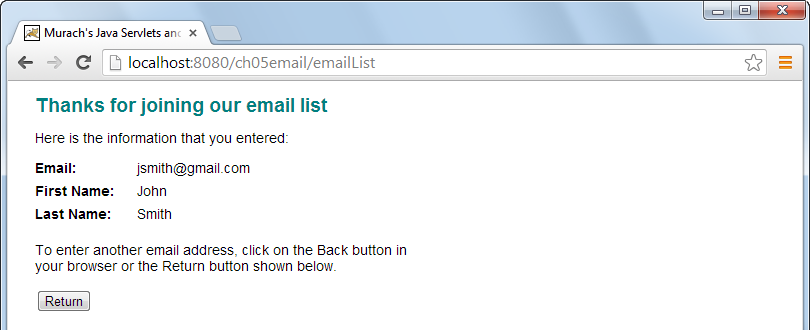 Murach's Java Servlets and
localhost:8080/ch05email/emailList
Thanks for joining our email list
Here is the information that you entered:
Email: jsmith@gmail.com
First Name: John
Last Name: Smith
To enter another email address, click on the Back button in
your browser or the Return button shown below.
Return